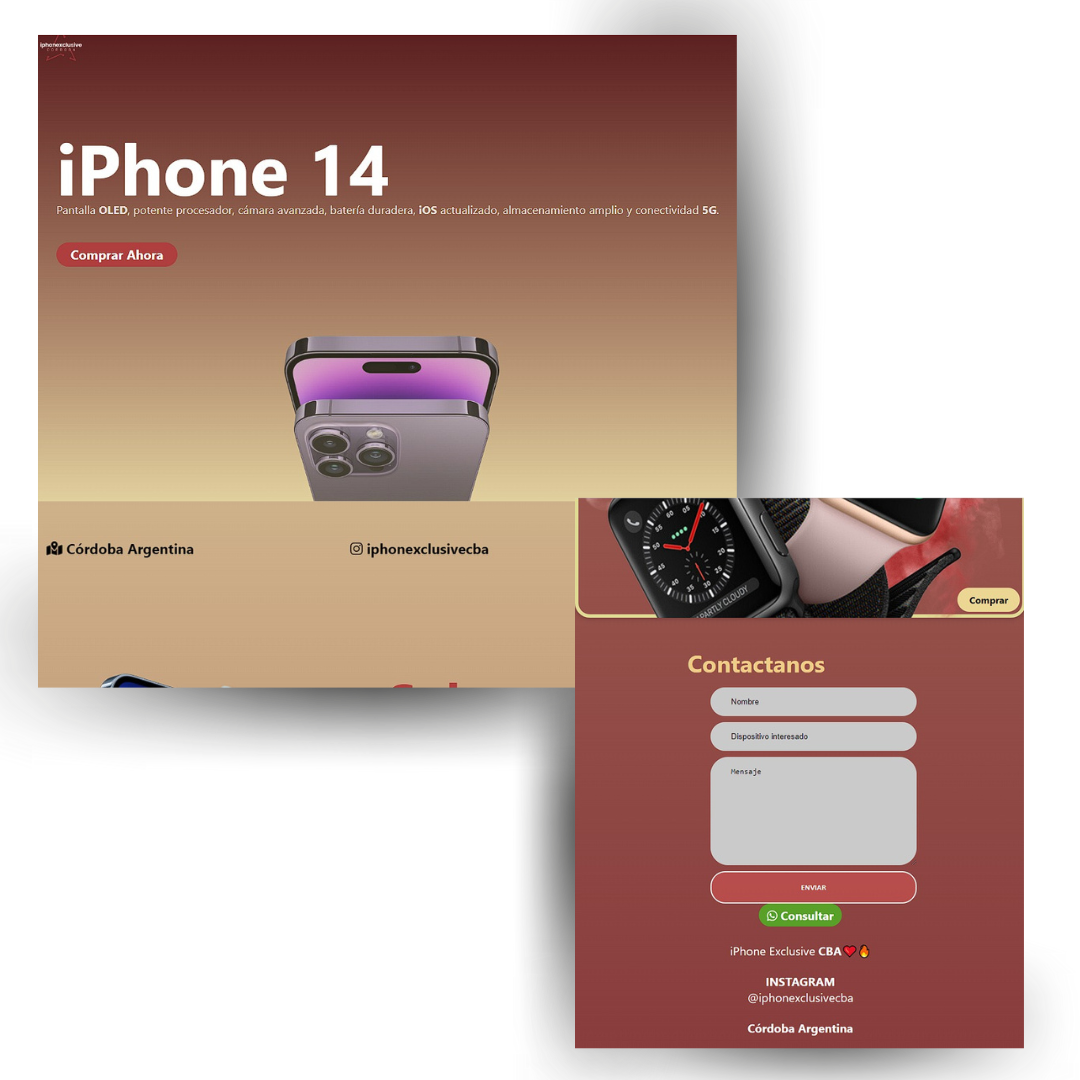 iphonexclusive
CÓRDOBA
iPhone 14
Pantalla OLED, potente procesador, cámara avanzada, batería duradera, iOS actualizado, almacenamiento amplio y conectividad 5G.
Comprar Ahora
Córdoba Argentina
iphonexclusivecba
PARTLY CLOUDY
Comprar
Contactanos
Nombre
Dispositivo interesado
Mensaje
ENVIAR
Consultar
iPhone Exclusive CBA❤️🔥
INSTAGRAM
@iphonexclusivecba
Córdoba Argentina